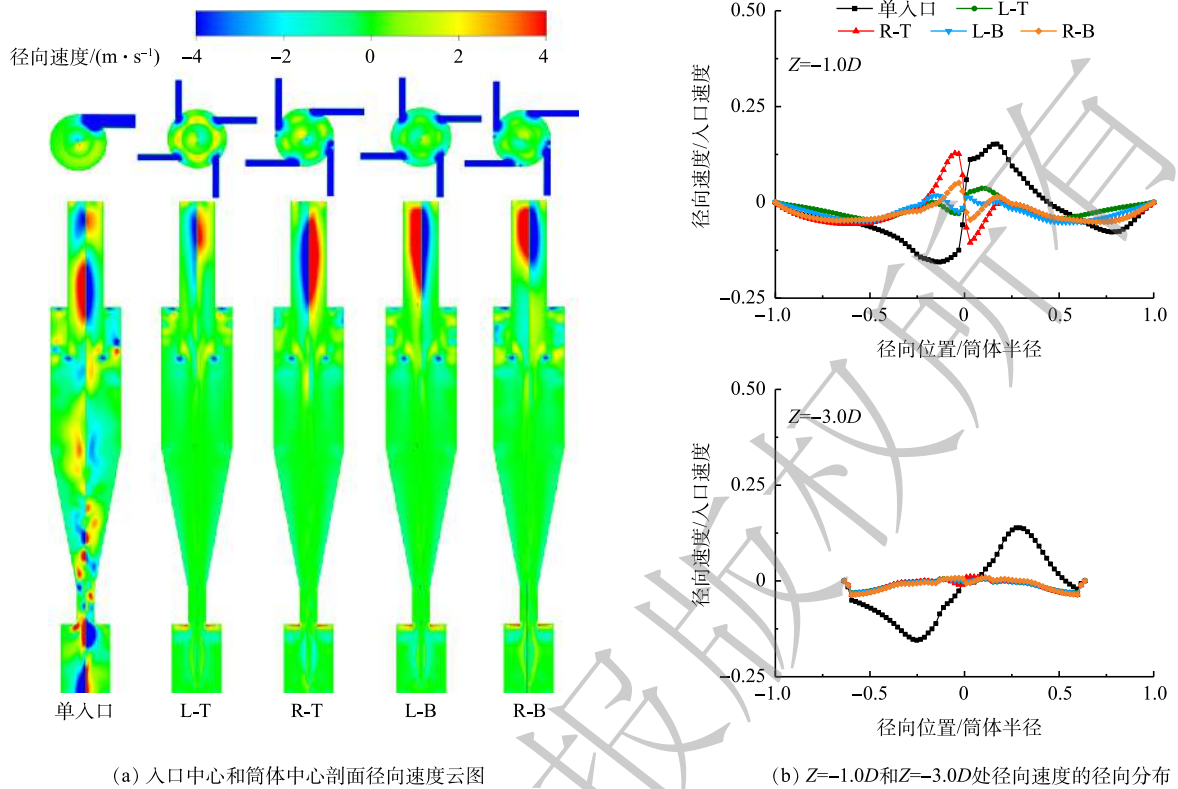 径向速度/(m·s⁻¹)
−4 −2 0 2 4
单入口 L-T R-T L-B R-B
(a) 入口中心和筒体中心剖面径向速度云图
单入口 L-T
R-T L-B R-B
Z=−1.0D
径向速度/入口速度
0.50
0.25
0
−0.25
−1.0 −0.5 0 0.5 1.0
径向位置/筒体半径
Z=−3.0D
径向速度/入口速度
0.50
0.25
0
−0.25
−1.0 −0.5 0 0.5 1.0
径向位置/筒体半径
(b) Z=−1.0D和Z=−3.0D处径向速度的径向分布
报版权所有